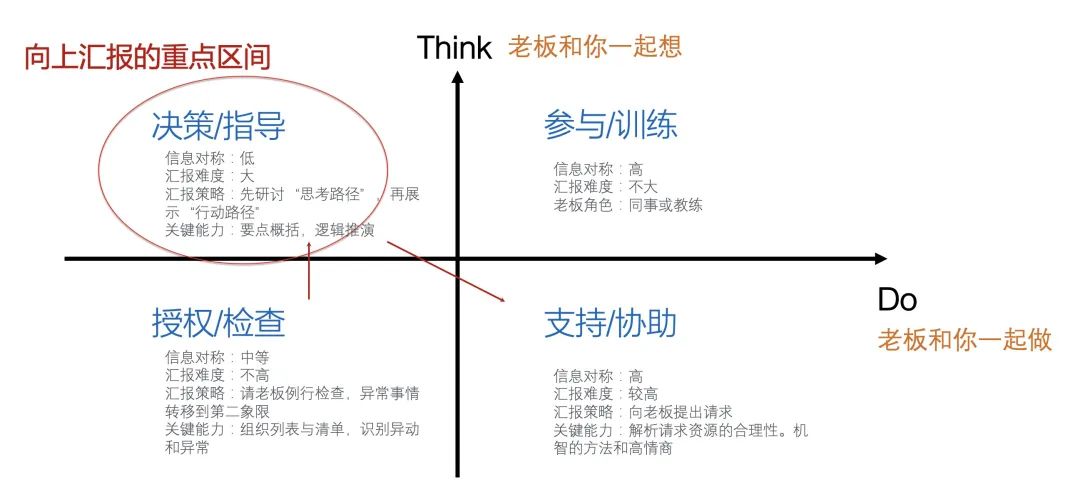 向上汇报的重点区间
Think 老板和你一起想
决策/指导
信息对称:低
汇报难度:大
汇报策略:先研讨“思考路径”,再展
示“行动路径”
关键能力:要点概括,逻辑推演
参与/训练
信息对称:高
汇报难度:不大
老板角色:同事或教练
Do
老板和你一起做
授权/检查
信息对称:中等
汇报难度:不高
汇报策略:请老板例行检查,异常事情
转移到第二象限
关键能力:组织列表与清单,识别异动
和异常
支持/协助
信息对称:高
汇报难度:较高
汇报策略:向老板提出请求
关键能力:解析请求资源的合理性。机
智的方法和高情商